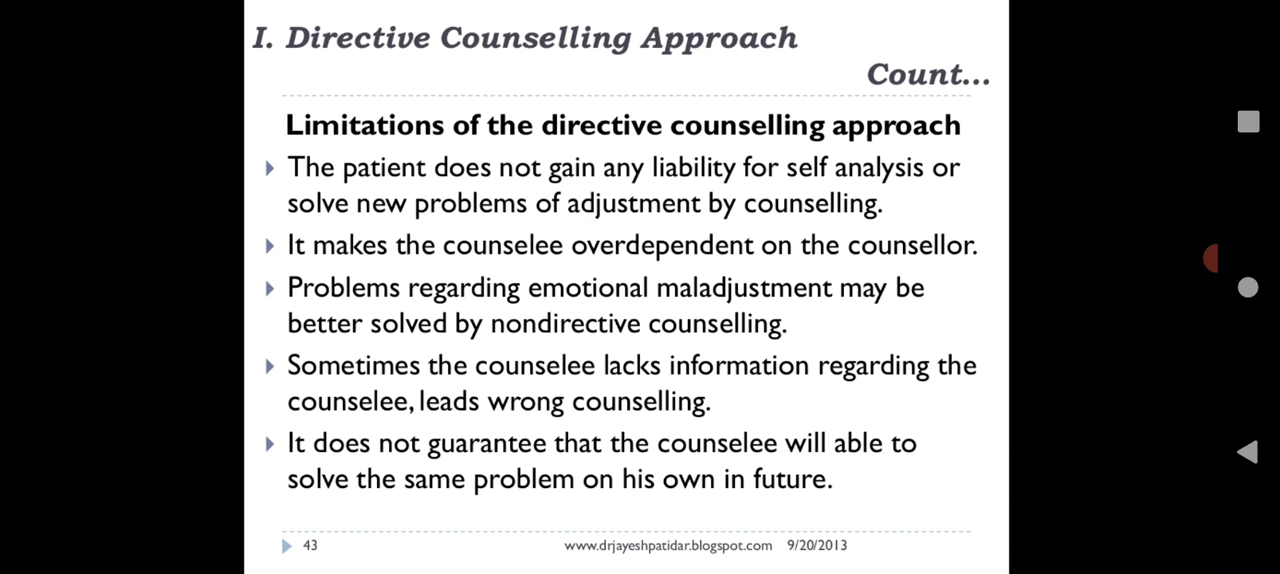 I. Directive Counselling Approach
Count...
Limitations of the directive counselling approach
The patient does not gain any liability for self analysis or
solve new problems of adjustment by counselling.
It makes the counselee overdependent on the counsellor.
Problems regarding emotional maladjustment may be
better solved by nondirective counselling.
Sometimes the counselee lacks information regarding the
counselee, leads wrong counselling.
It does not guarantee that the counselee will able to
solve the same problem on his own in future.
43 www.drjayeshpatidar.blogspot.com 9/20/2013